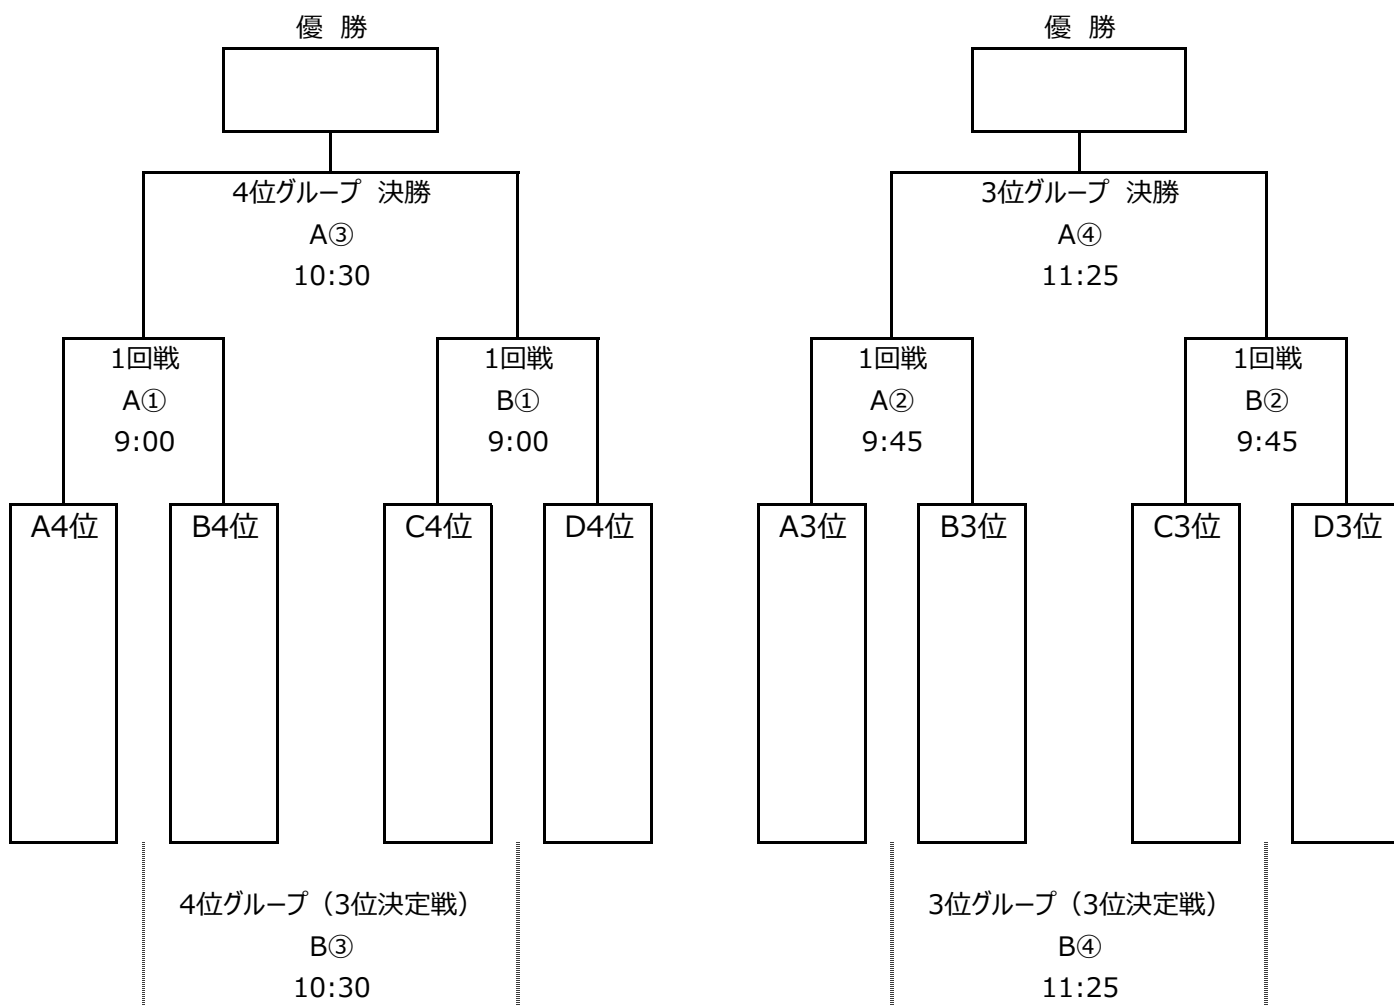 優 勝
4位グループ 決勝
A③
10:30
1回戦
A①
9:00
1回戦
B①
9:00
A4位
B4位
C4位
D4位
4位グループ（3位決定戦）
B③
10:30
優 勝
3位グループ 決勝
A④
11:25
1回戦
A②
9:45
1回戦
B②
9:45
A3位
B3位
C3位
D3位
3位グループ（3位決定戦）
B④
11:25